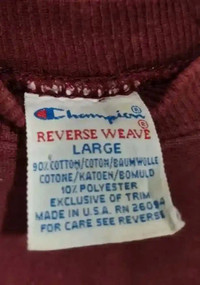 Champion®
REVERSE WEAVE®
LARGE
90% COTTON/COTON/BAUMWOLLE
COTONE/KATOEN/BOMULD
10% POLYESTER
EXCLUSIVE OF TRIM
MADE IN U.S.A. RN 26094
FOR CARE SEE REVERSE